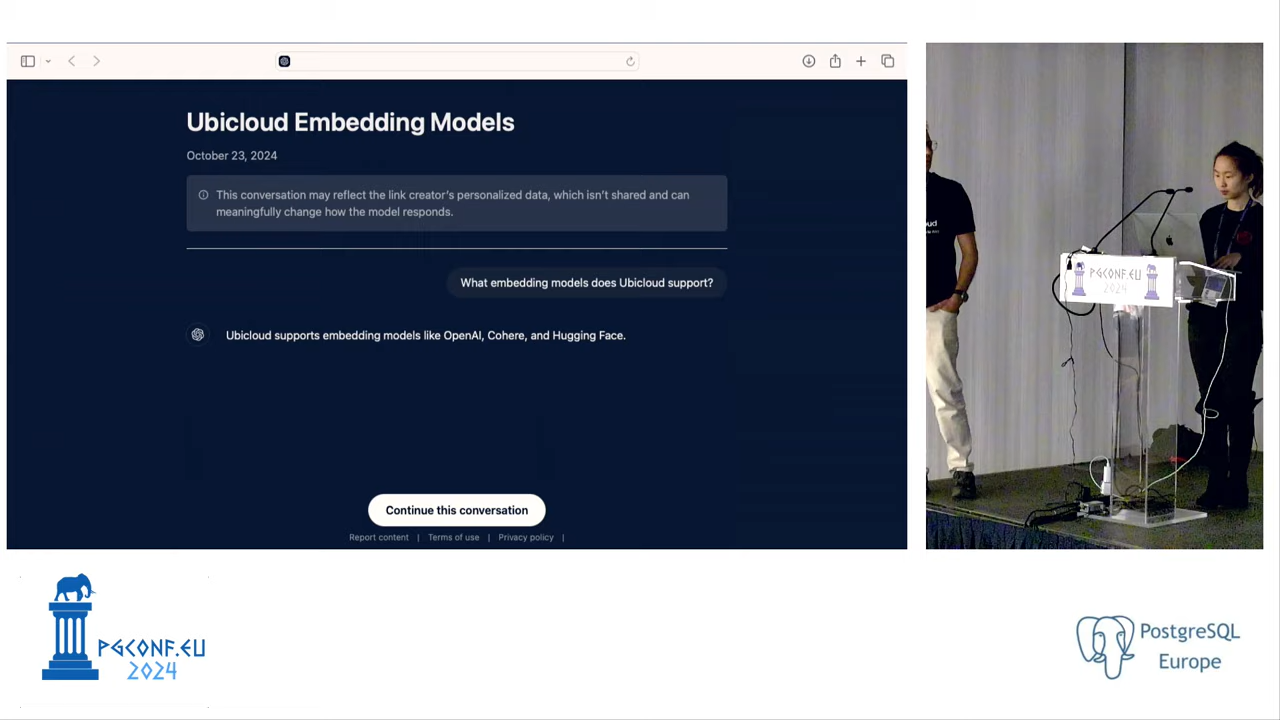 Ubicloud Embedding Models
October 23, 2024
This conversation may reflect the link creator's personalized data, which isn't shared and can
meaningfully change how the model responds.
What embedding models does Ubicloud support?
Ubicloud supports embedding models like OpenAI, Cohere, and Hugging Face.
Continue this conversation
Report content | Terms of use | Privacy policy |
PGCONF.EU
2024
PGCONF.EU
2024
PostgreSQL
Europe